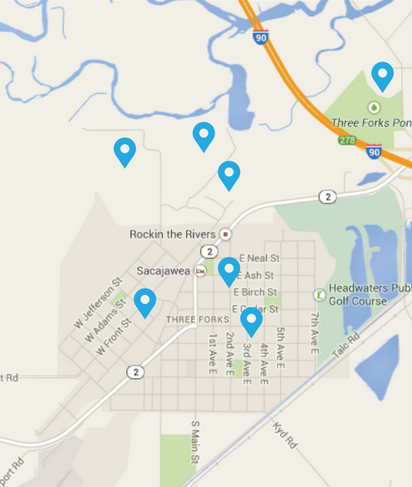 90
Three Forks Pon
278
90
2
Rockin the Rivers
2
E Neal St
Sacajawea
E Ash St
E Birch St
Headwaters Publ
Golf Course
W Jefferson St
W Adams St
W Front St
E Cedar St
THREE FORKS
1st Ave E
2nd Ave E
3rd Ave E
4th Ave E
5th Ave E
7th Ave E
Talc Rd
2
t Rd
S Main St
Kyd Rd
port Rd